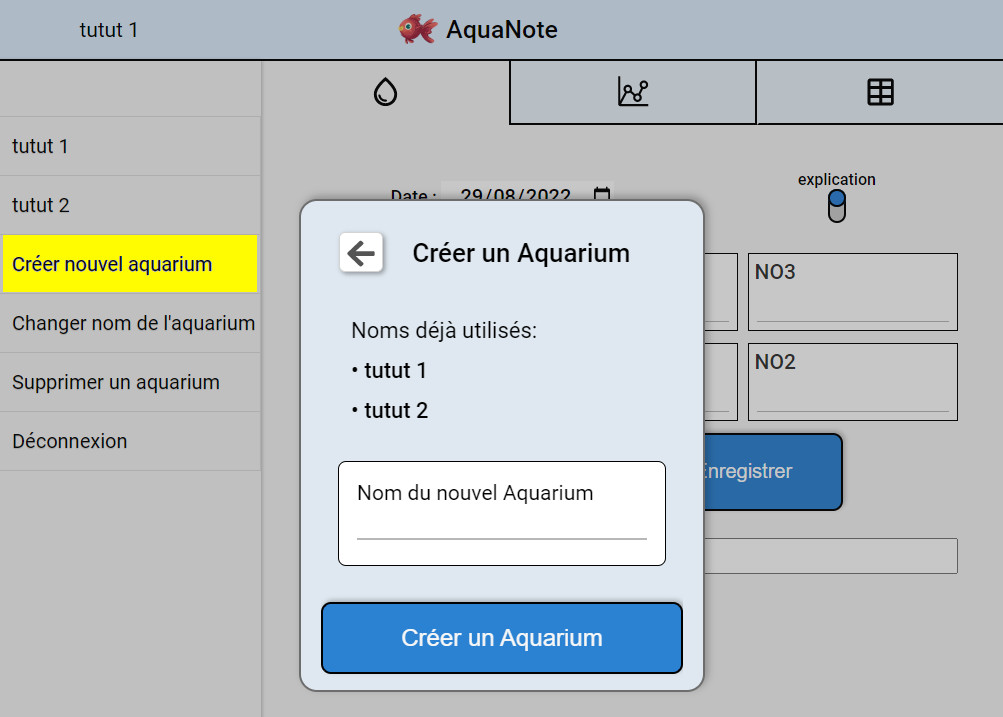 tutut 1
AquaNote
tutut 1
tutut 2
Créer nouvel aquarium
Changer nom de l'aquarium
Supprimer un aquarium
Déconnexion
Date : 29/08/2022
explication
Créer un Aquarium
Noms déjà utilisés:
• tutut 1
• tutut 2
Nom du nouvel Aquarium
Créer un Aquarium
NO3
NO2
Enregistrer